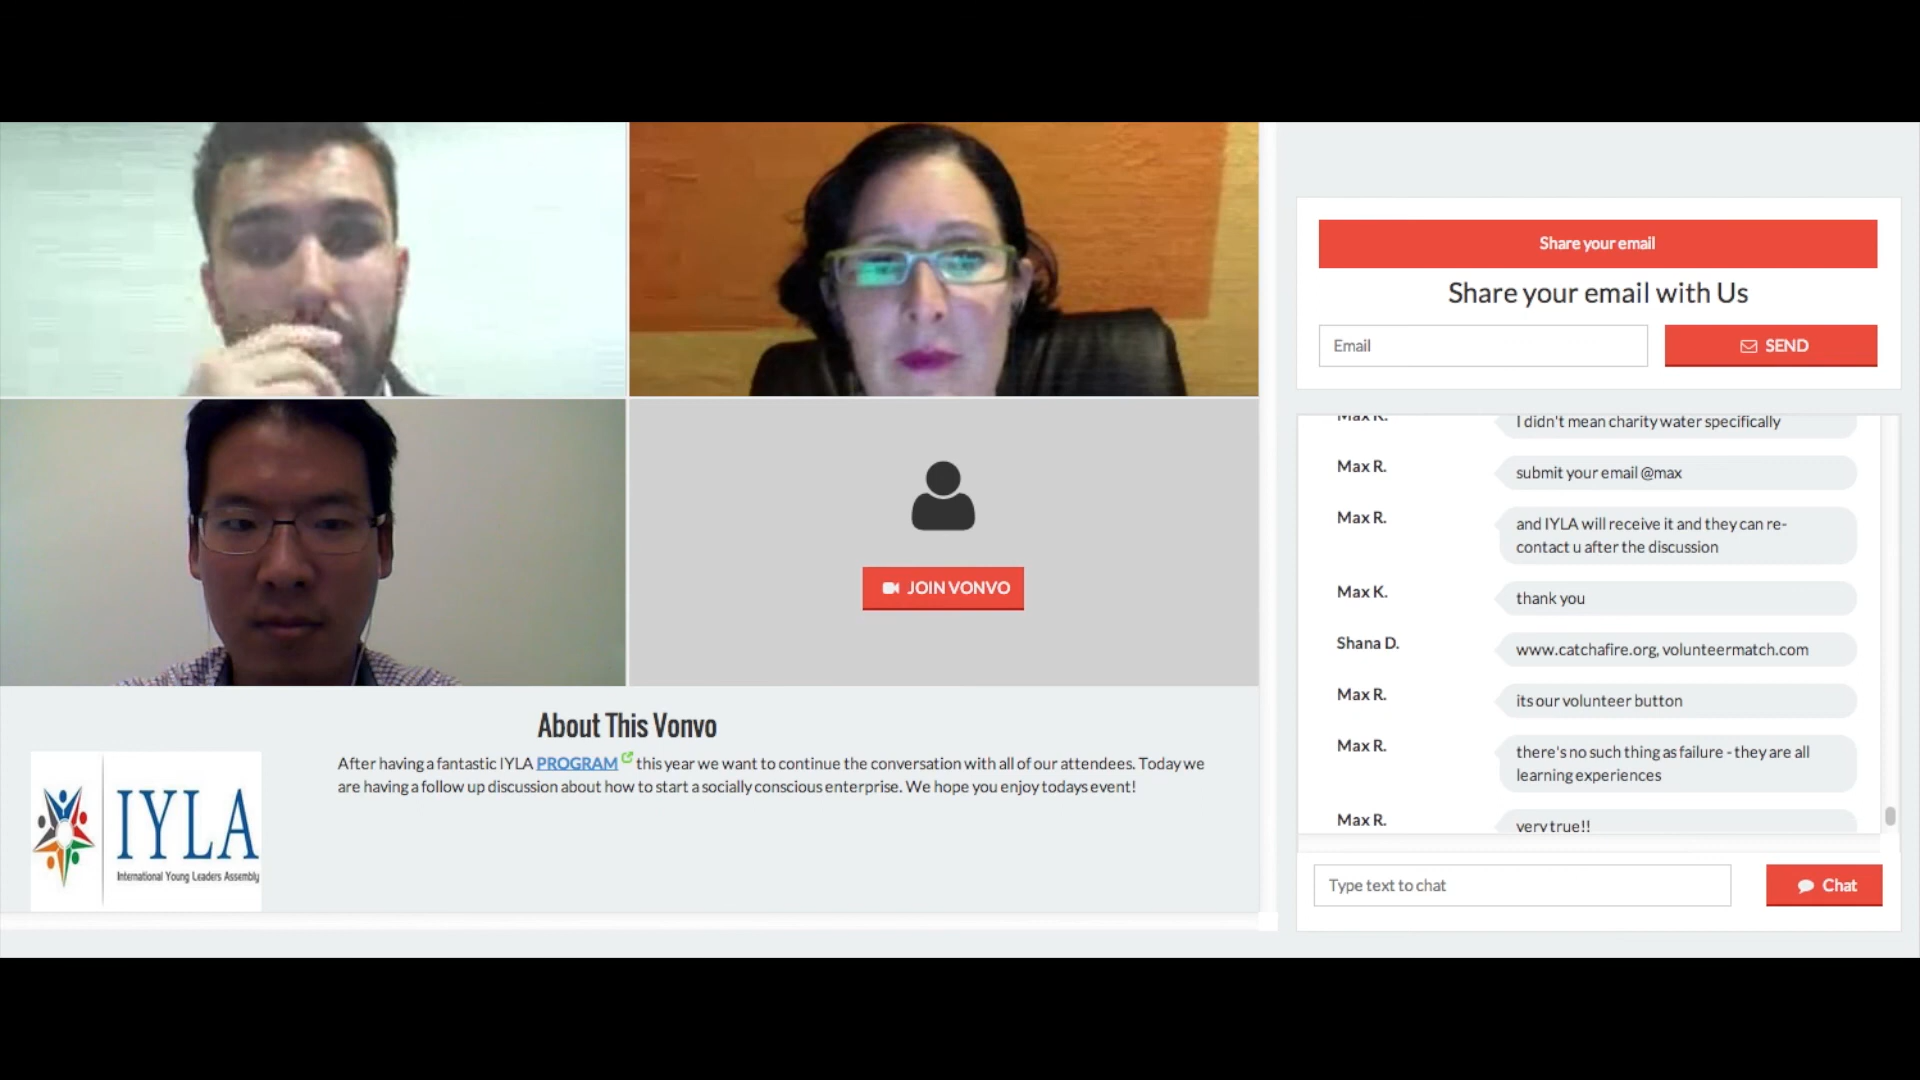 JOIN VONVO
About This Vonvo
After having a fantastic IYLA PROGRAM this year we want to continue the conversation with all of our attendees. Today we
are having a follow up discussion about how to start a socially conscious enterprise. We hope you enjoy todays event!
IYLA
International Young Leaders Assembly
Share your email
Share your email with Us
Email
SEND
Max K.
I didn't mean charity water specifically
Max R.
submit your email @max
Max R.
and IYLA will receive it and they can re-
contact u after the discussion
Max K.
thank you
Shana D.
www.catchafire.org, volunteermatch.com
Max R.
its our volunteer button
Max R.
there's no such thing as failure - they are all
learning experiences
Max R.
very true!!
Type text to chat
Chat